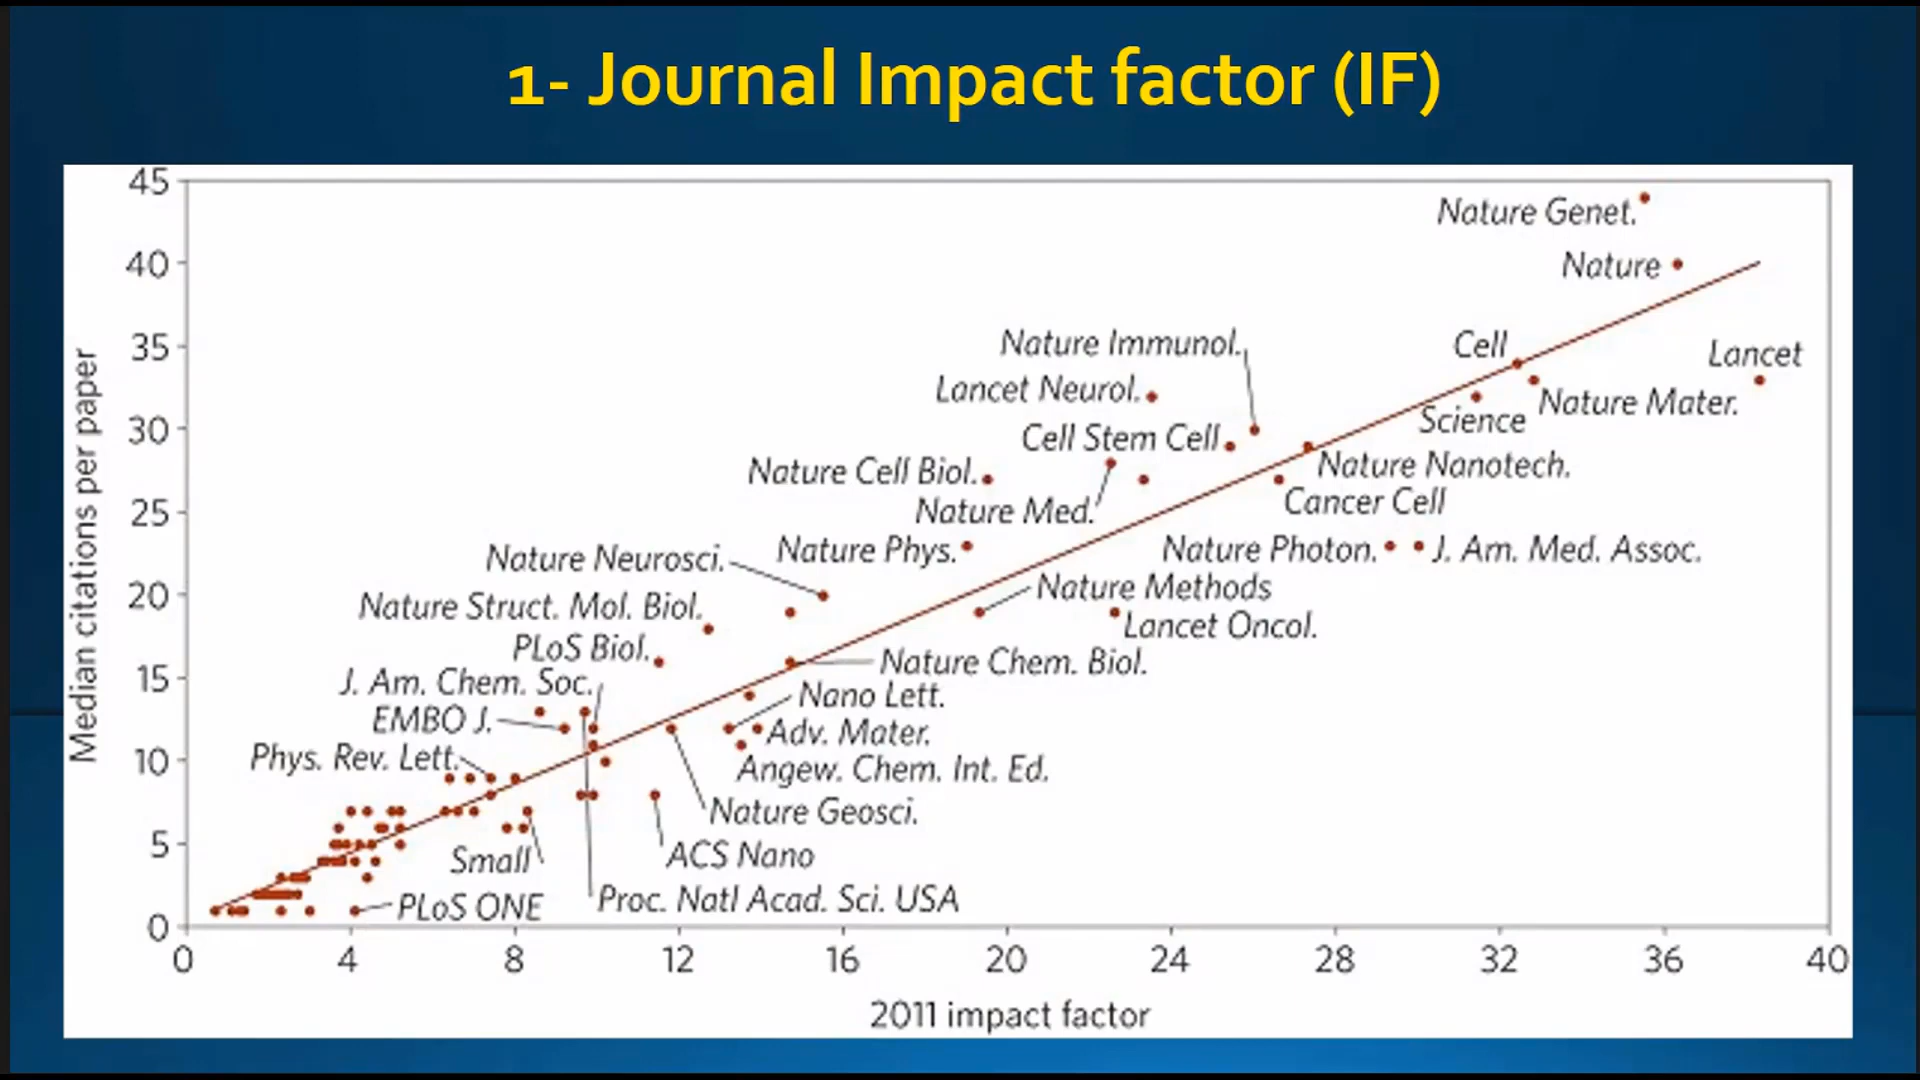 1- Journal Impact factor (IF)
45
40
35
30
25
20
15
10
5
0
Median citations per paper
Nature Genet.
Nature
Nature Immunol.
Cell
Lancet
Lancet Neurol.
Nature Mater.
Science
Cell Stem Cell
Nature Cell Biol.
Nature Nanotech.
Nature Med.
Cancer Cell
Nature Neurosci.
Nature Phys.
Nature Photon.
J. Am. Med. Assoc.
Nature Methods
Nature Struct. Mol. Biol.
Lancet Oncol.
PLoS Biol.
Nature Chem. Biol.
J. Am. Chem. Soc.
Nano Lett.
EMBO J.
Adv. Mater.
Phys. Rev. Lett.
Angew. Chem. Int. Ed.
Nature Geosci.
Small
ACS Nano
PLoS ONE
Proc. Natl Acad. Sci. USA
0 4 8 12 16 20 24 28 32 36 40
2011 impact factor